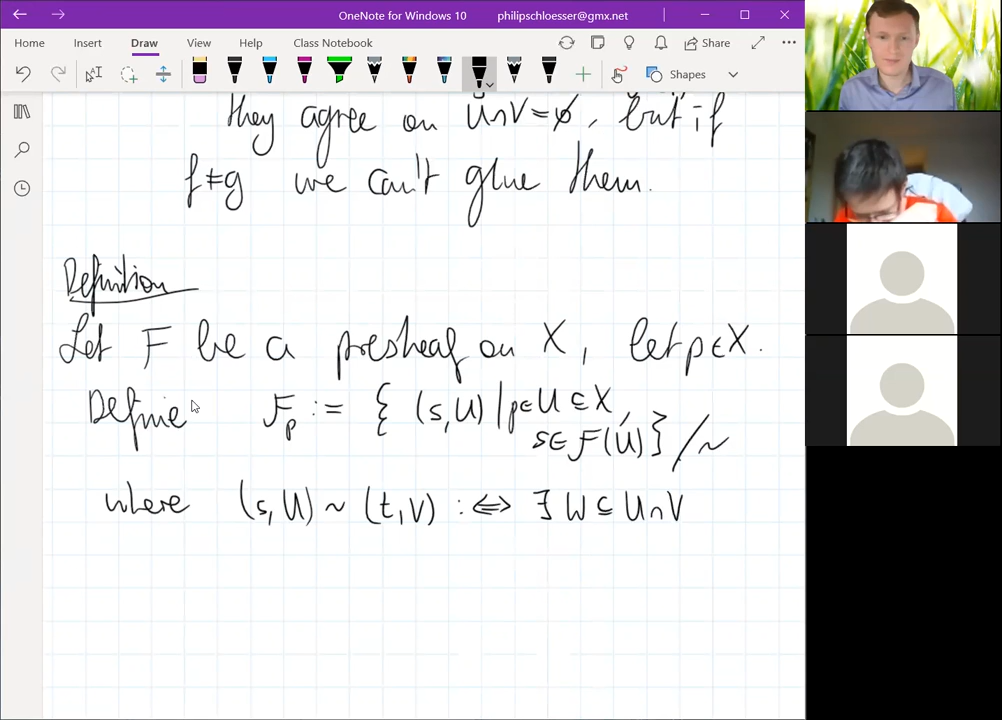 OneNote for Windows 10
philipschloesser@gmx.net
Home Insert Draw View Help Class Notebook Share
Shapes
they agree on U∩V=∅, but if
f≠g we can't glue them.
Definition
Let F be a presheaf on X, let p∈X.
Define F_p := { (s,U) | p∈U⊆X,
s∈F(U)}/~
where (s,U) ~ (t,V) :⇔ ∃ W⊆U∩V